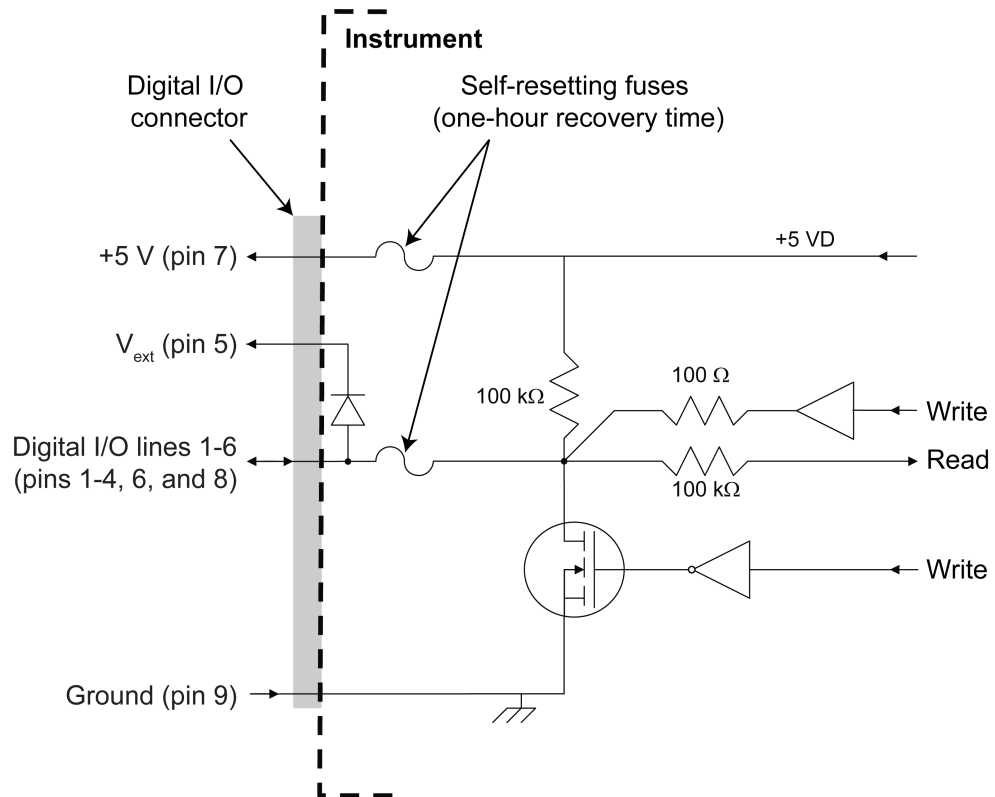 Instrument
Digital I/O
connector
Self-resetting fuses
(one-hour recovery time)
+5 V (pin 7)
+5 VD
Vext (pin 5)
100 kΩ
100 Ω
Write
Digital I/O lines 1-6
(pins 1-4, 6, and 8)
Read
100 kΩ
Write
Ground (pin 9)